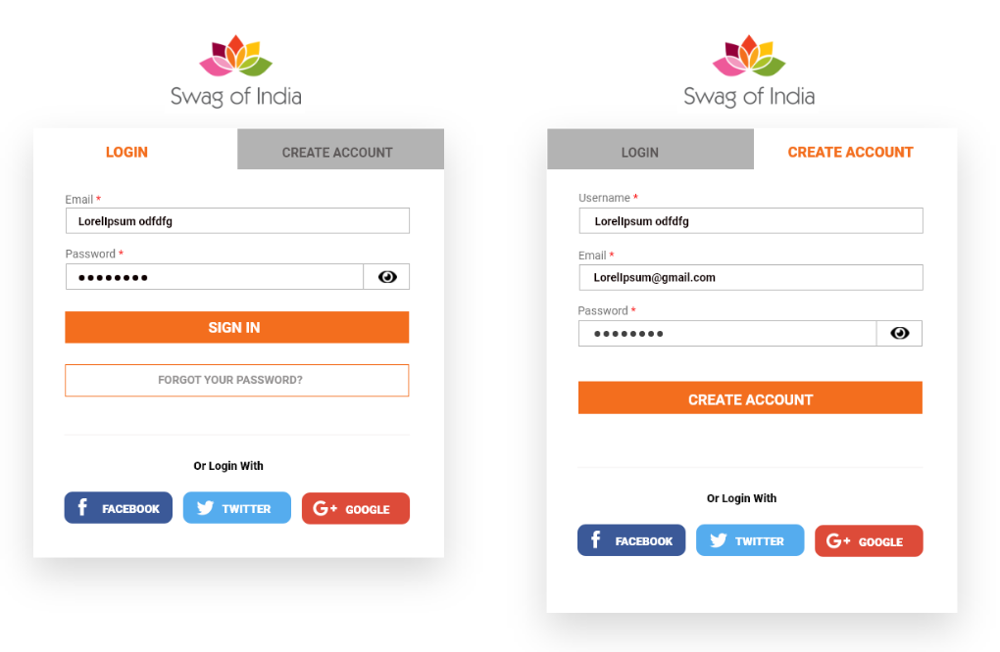 Swag of India
LOGIN
CREATE ACCOUNT
Email *
LorelIpsum odfdfg
Password *
SIGN IN
FORGOT YOUR PASSWORD?
Or Login With
FACEBOOK
TWITTER
G+ GOOGLE
Swag of India
LOGIN
CREATE ACCOUNT
Username *
LorelIpsum odfdfg
Email *
LorelIpsum@gmail.com
Password *
CREATE ACCOUNT
Or Login With
FACEBOOK
TWITTER
G+ GOOGLE